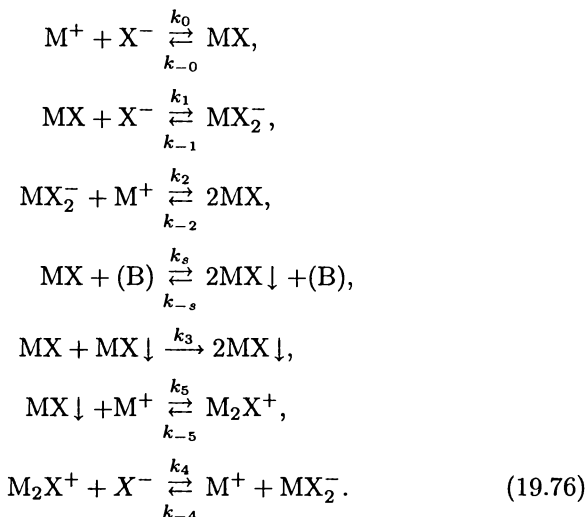 M⁺ + X⁻ k₀ ⇄ k₋₀ MX,
MX + X⁻ k₁ ⇄ k₋₁ MX₂⁻,
MX₂⁻ + M⁺ k₂ ⇄ k₋₂ 2MX,
MX + (B) kₛ ⇄ k₋ₛ 2MX↓ +(B),
MX + MX↓ k₃ ⟶ 2MX↓,
MX↓ +M⁺ k₅ ⇄ k₋₅ M₂X⁺,
M₂X⁺ + X⁻ k₄ ⇄ k₋₄ M⁺ + MX₂⁻. (19.76)